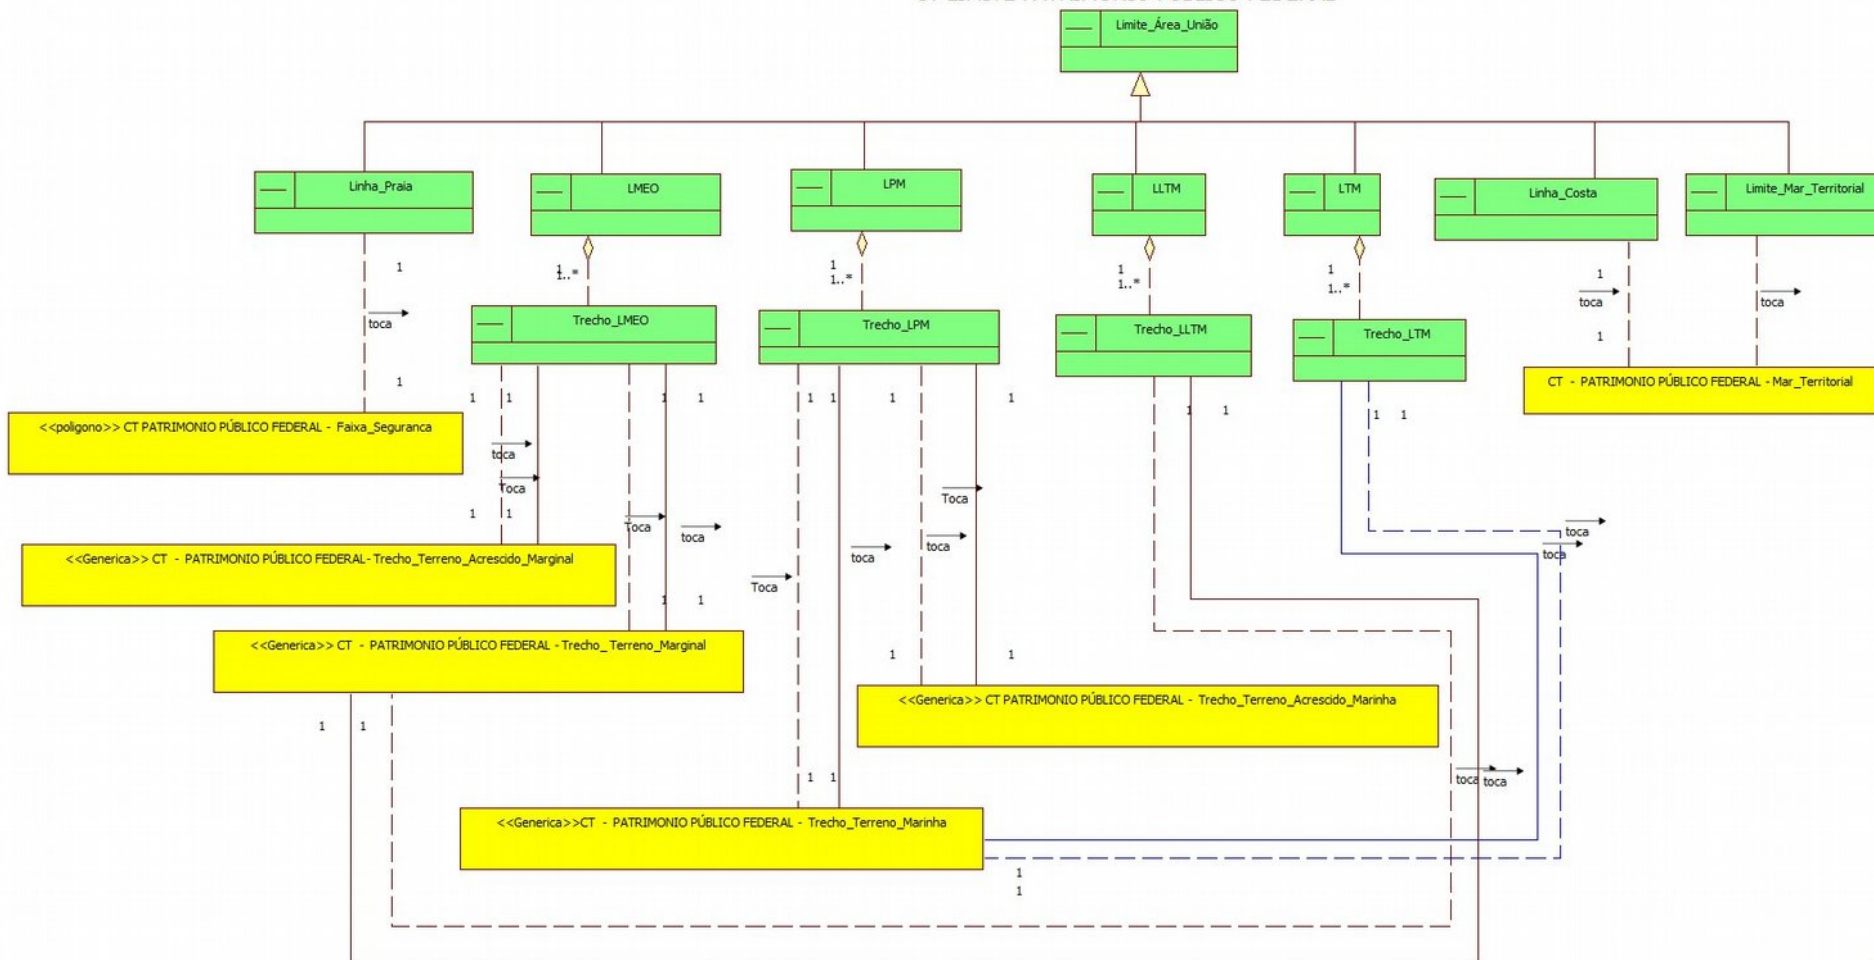 Limite_Área_União
Linha_Praia
LMEO
LPM
LLTM
LTM
Linha_Costa
Limite_Mar_Territorial
1
1..*
1
1..*
1
1..*
1
1..*
1
1
toca
toca
toca
1
1
Trecho_LMEO
Trecho_LPM
Trecho_LLTM
Trecho_LTM
CT - PATRIMONIO PÚBLICO FEDERAL - Mar_Territorial
<<poligono>> CT PATRIMONIO PÚBLICO FEDERAL - Faixa_Seguranca
1 1 1 1 1 1 1 1 1 1 1 1
toca
Toca
Toca
toca
Toca
toca
toca
Toca
toca
toca
1 1
<<Generica>> CT - PATRIMONIO PÚBLICO FEDERAL- Trecho_Terreno_Acrescido_Marginal
1 1
<<Generica>> CT - PATRIMONIO PÚBLICO FEDERAL - Trecho_ Terreno_Marginal
1 1
<<Generica>> CT PATRIMONIO PÚBLICO FEDERAL - Trecho_Terreno_Acrescido_Marinha
1 1
1 1
toca toca
<<Generica>>CT - PATRIMONIO PÚBLICO FEDERAL - Trecho_Terreno_Marinha
1
1